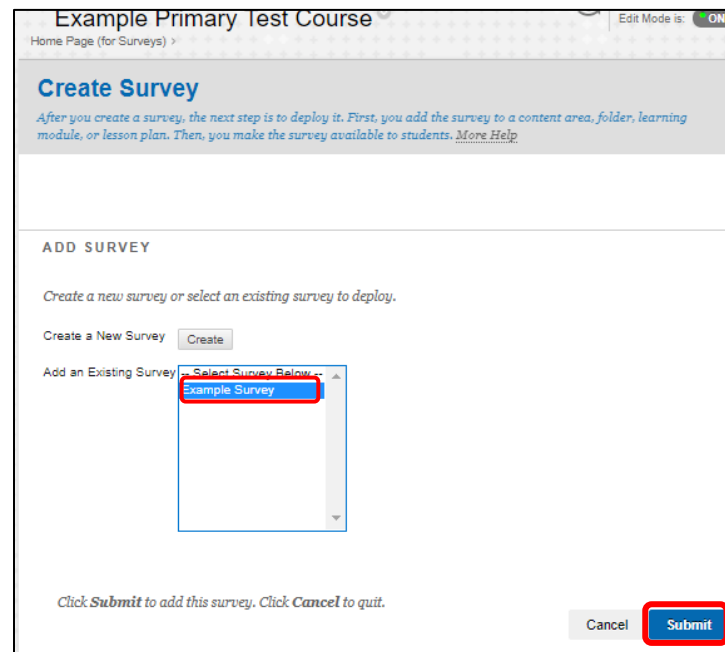 Example Primary Test Course
Edit Mode is: ON
Home Page (for Surveys) >
Create Survey
After you create a survey, the next step is to deploy it. First, you add the survey to a content area, folder, learning
module, or lesson plan. Then, you make the survey available to students. More Help
ADD SURVEY
Create a new survey or select an existing survey to deploy.
Create a New Survey Create
Add an Existing Survey -- Select Survey Below --
Example Survey
Click Submit to add this survey. Click Cancel to quit.
Cancel Submit